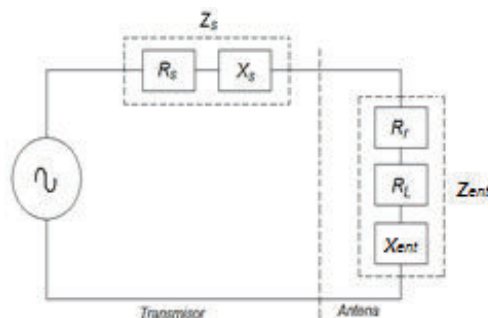 Zs
Rs
Xs
Rr
RL
Xent
Zent
Transmisor
Antena